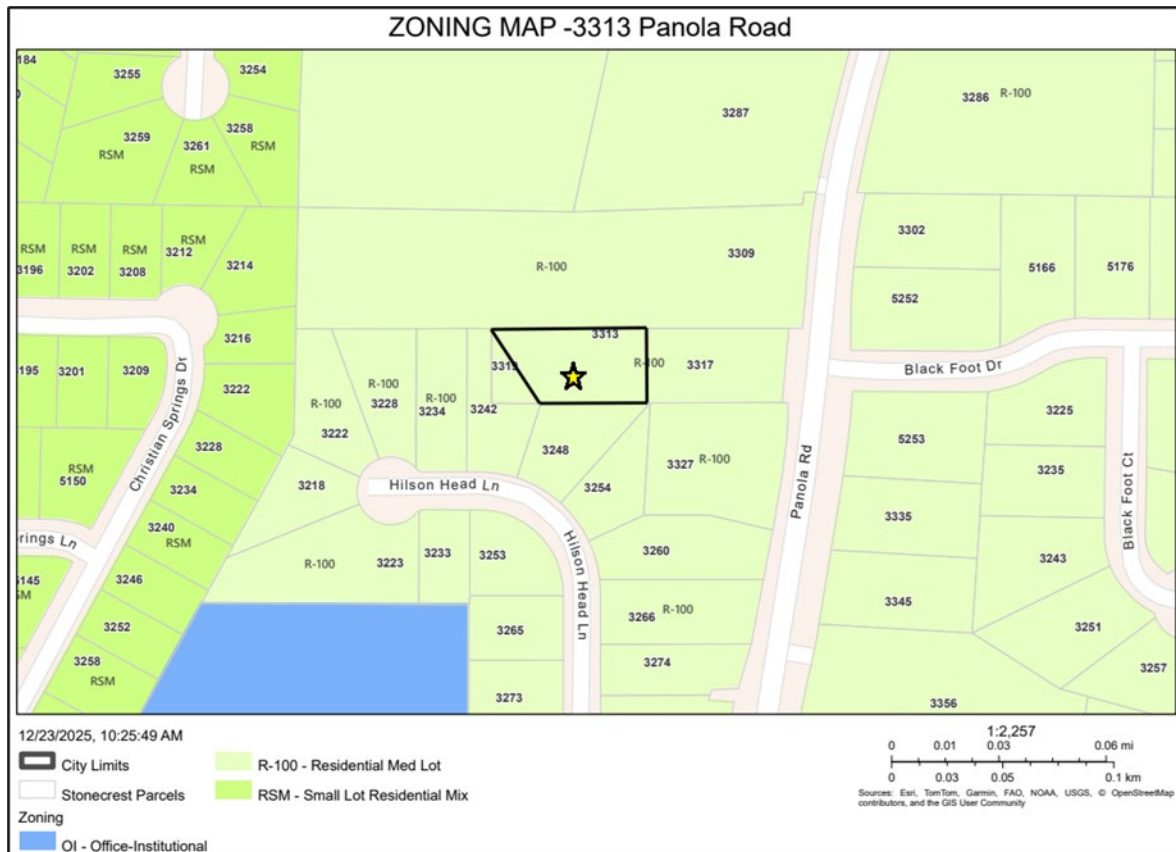 ZONING MAP -3313 Panola Road
184
3255
3254
3287
3286
R-100
3259
RSM
3261
RSM
3258
RSM
RSM
3196
RSM
3202
RSM
3208
RSM
3212
3214
R-100
3309
3302
5252
5166
5176
3216
195
3201
3209
Christian Springs Dr
3222
R-100
3222
R-100
3228
R-100
3234
3242
3313
R-100
3317
Black Foot Dr
3225
RSM
5150
3228
3234
3240
RSM
3218
3248
3254
3327
R-100
Hilson Head Ln
Panola Rd
5253
3235
3335
Black Foot Ct
3243
rings Ln
5145
SM
3246
3252
3258
RSM
R-100
3223
3233
3253
Hilson Head Ln
3260
3266
R-100
3265
3274
3273
3345
3251
3257
3356
12/23/2025, 10:25:49 AM
City Limits
Stonecrest Parcels
Zoning
OI - Office-Institutional
R-100 - Residential Med Lot
RSM - Small Lot Residential Mix
1:2,257
0 0.01 0.03 0.06 mi
0 0.03 0.05 0.1 km
Sources: Esri, TomTom, Garmin, FAO, NOAA, USGS, © OpenStreetMap
contributors, and the GIS User Community